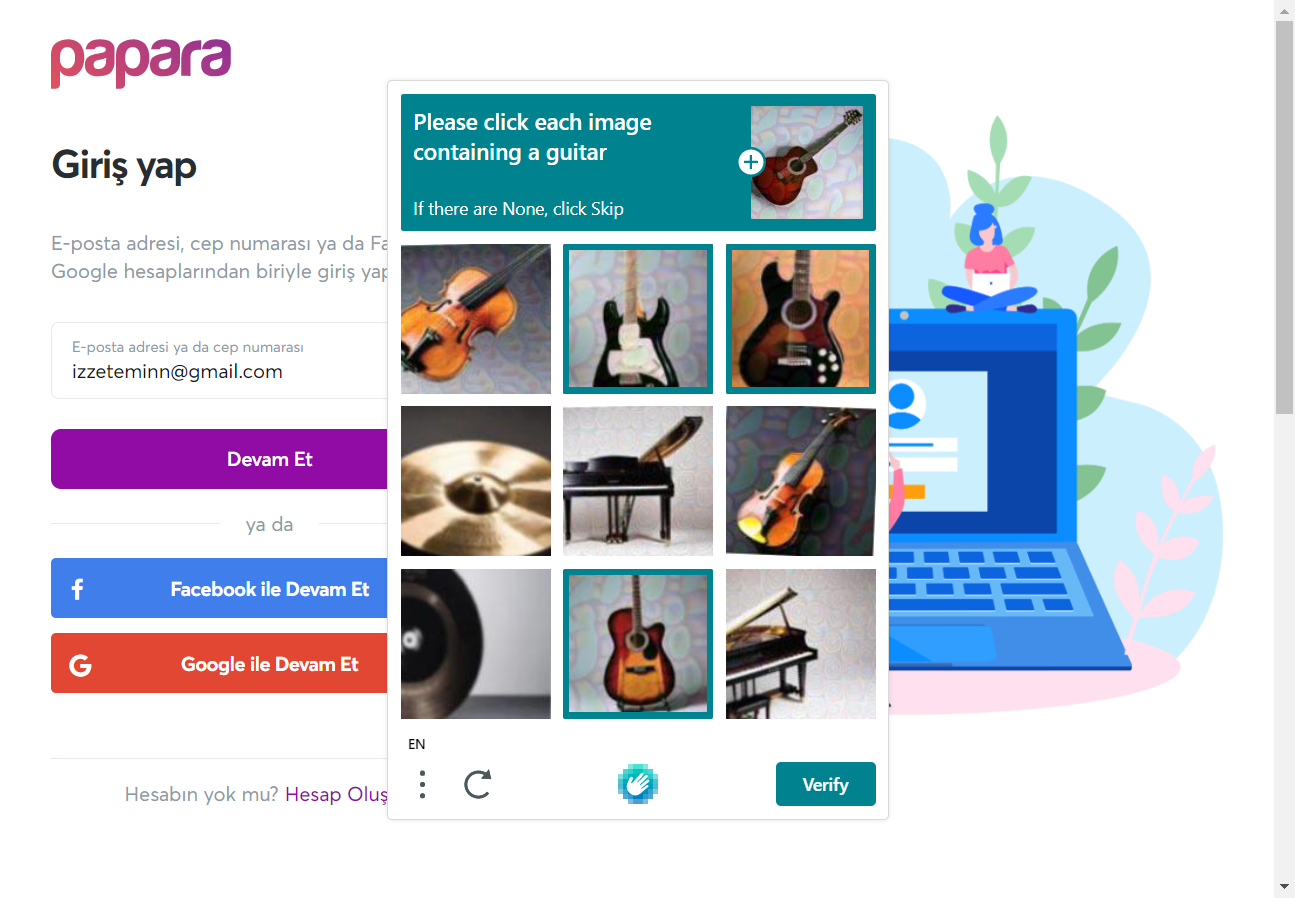 papara
Giriş yap
E-posta adresi, cep numarası ya da Fa
Google hesaplarından biriyle giriş yap
E-posta adresi ya da cep numarası
izzeteminn@gmail.com
Devam Et
ya da
Facebook ile Devam Et
Google ile Devam Et
Hesabın yok mu? Hesap Oluş
Please click each image
containing a guitar
If there are None, click Skip
EN
Verify